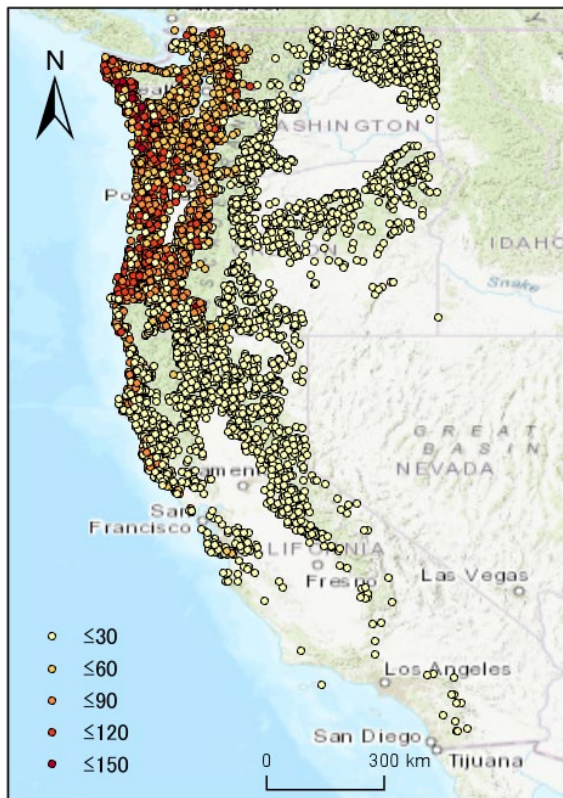 N
WASHINGTON
IDAHO
Snake
GREAT
BASIN
NEVADA
San
Francisco
Fresno
Las Vegas
≤30
≤60
≤90
≤120
≤150
Los Angeles
San Diego
Tijuana
0 300 km